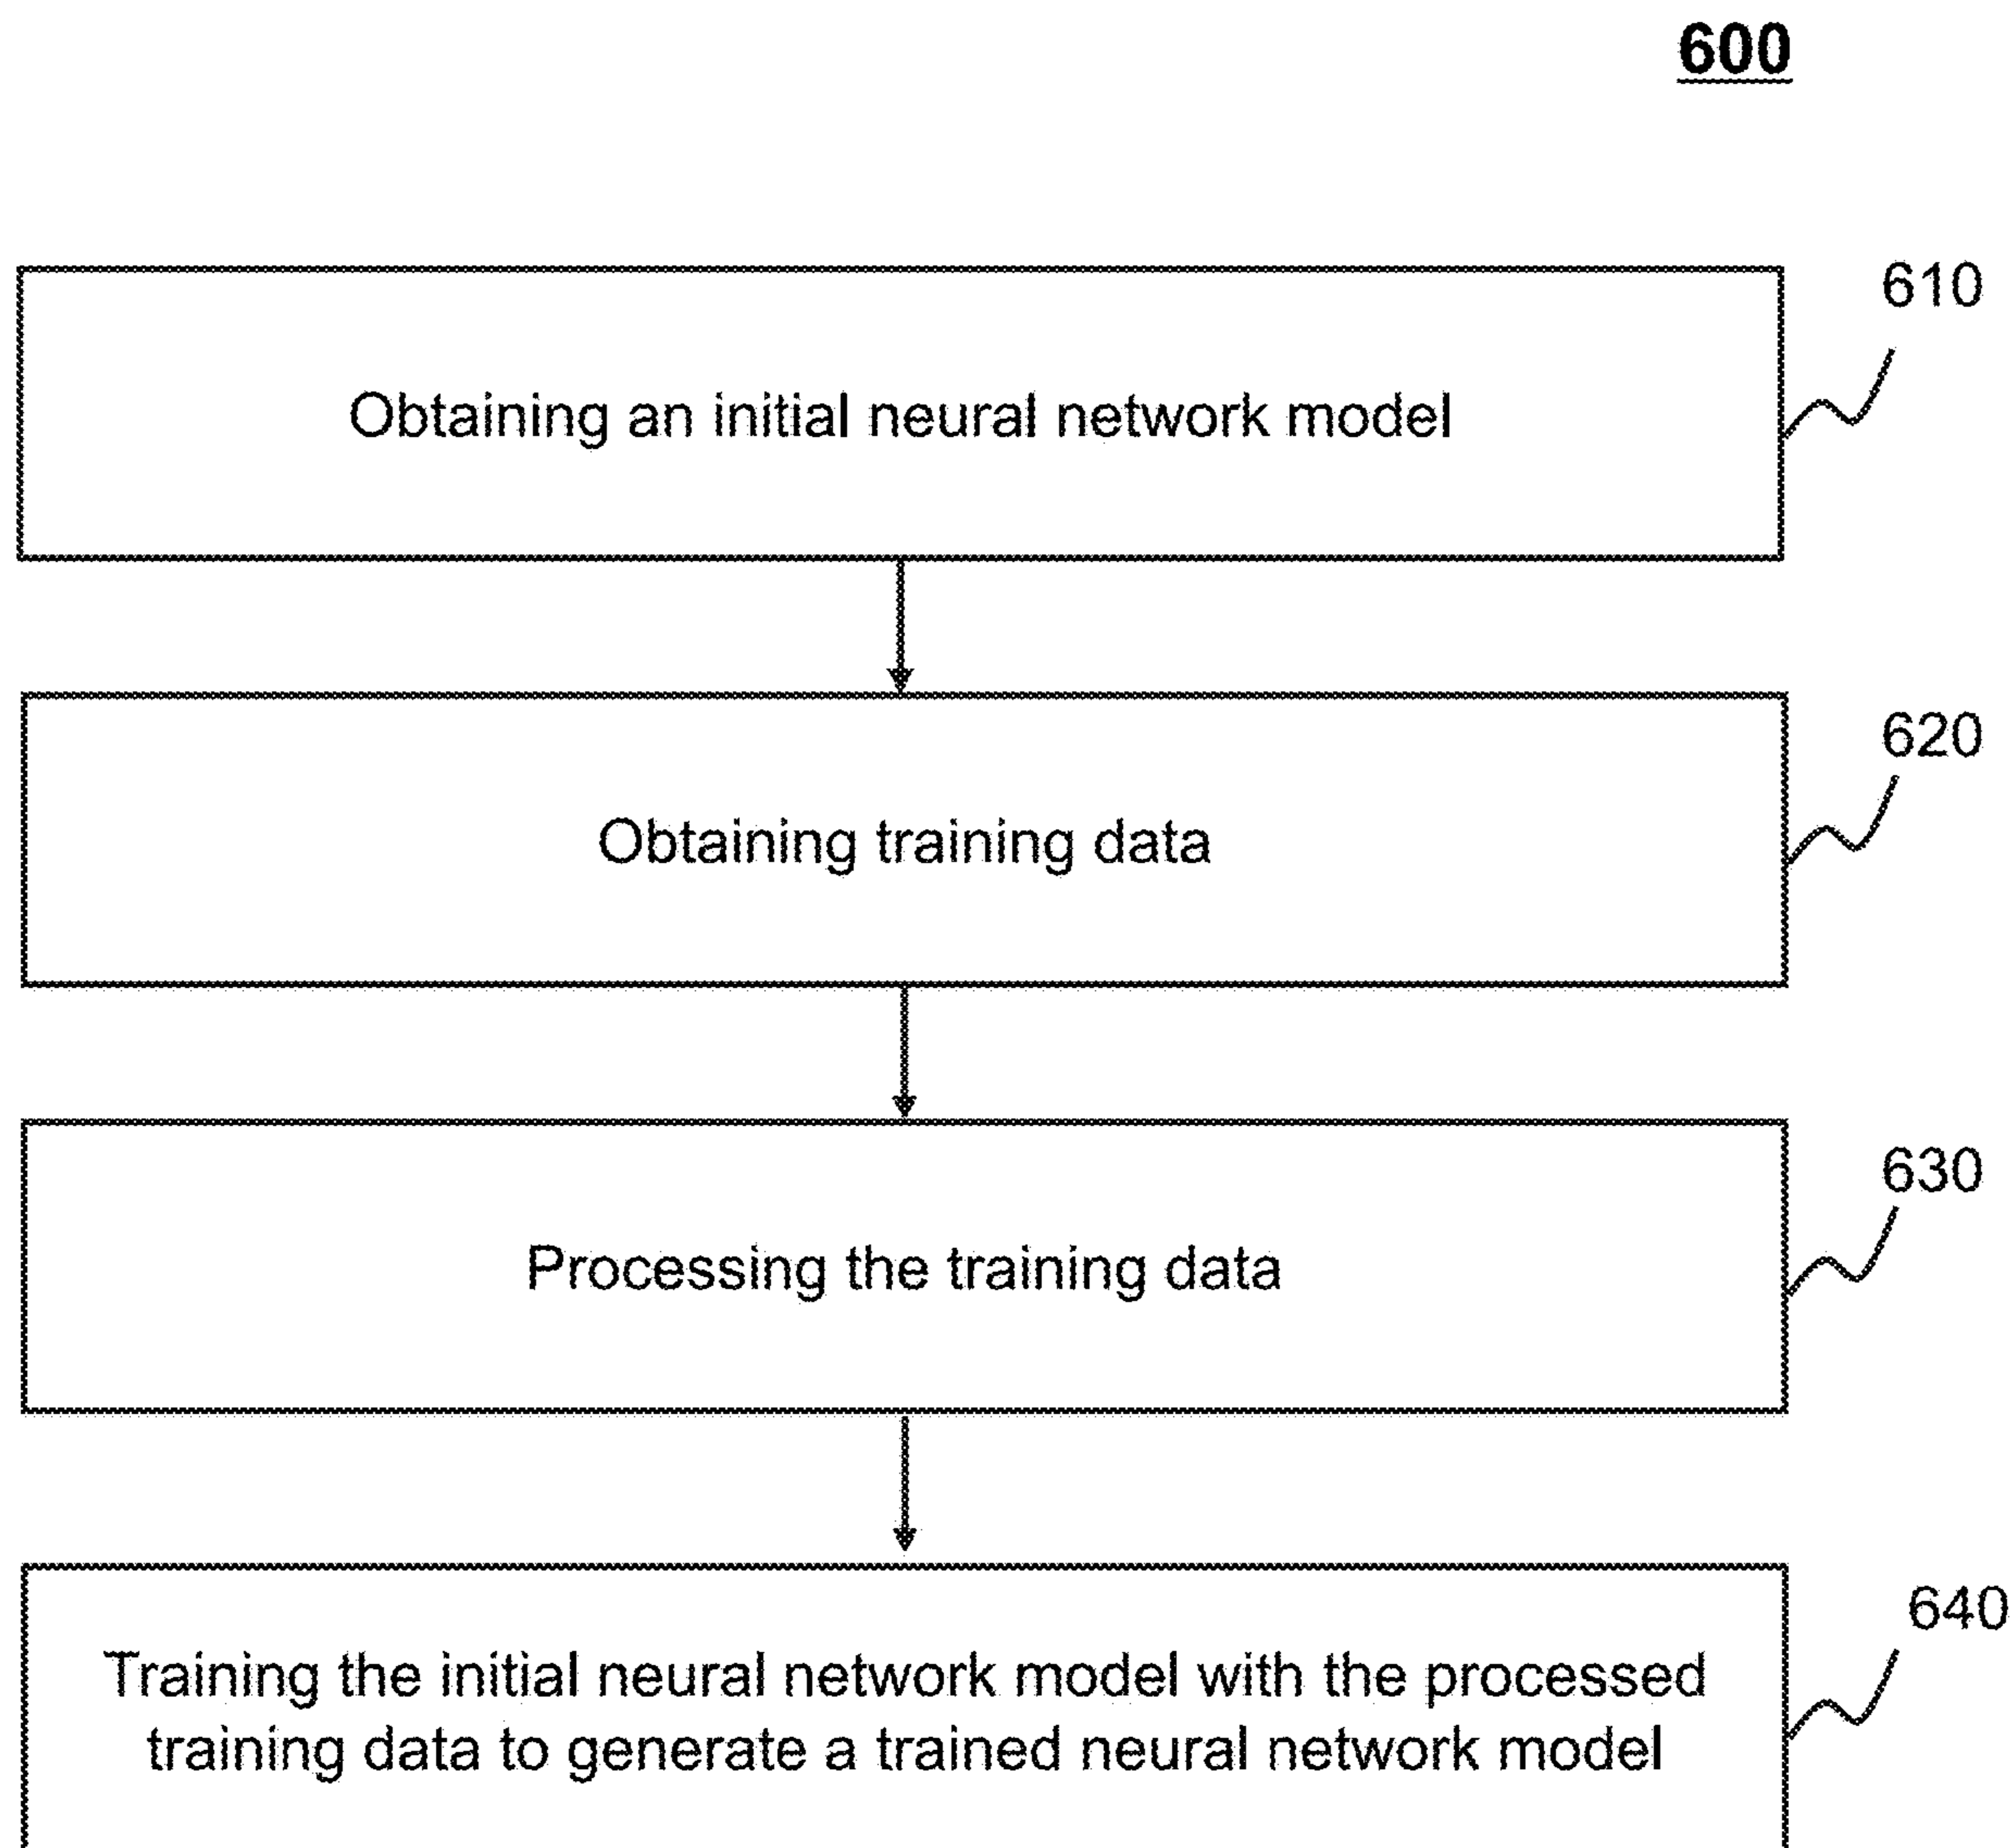 600
610
Obtaining an initial neural network model
620
Obtaining training data
630
Processing the training data
640
Training the initial neural network model with the processed
training data to generate a trained neural network model